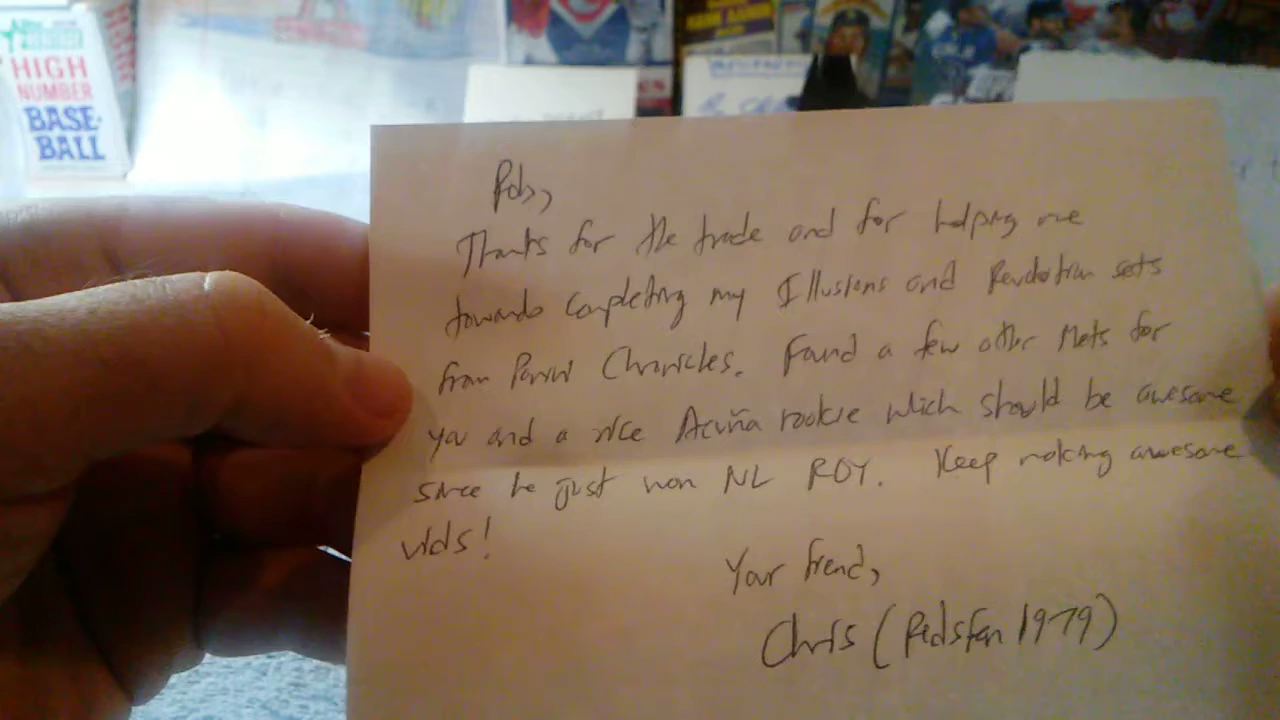 HIGH
NUMBER
BASE-
BALL
Rob,
Thanks for the trade and for helping me
towards completing my Illusions and Revolution sets
from Panini Chronicles. Found a few other Mets for
you and a nice Acuña rookie which should be awesome
since he just won NL ROY. Keep making awesome
vids!
Your friend,
Chris (Redsfan 1979)